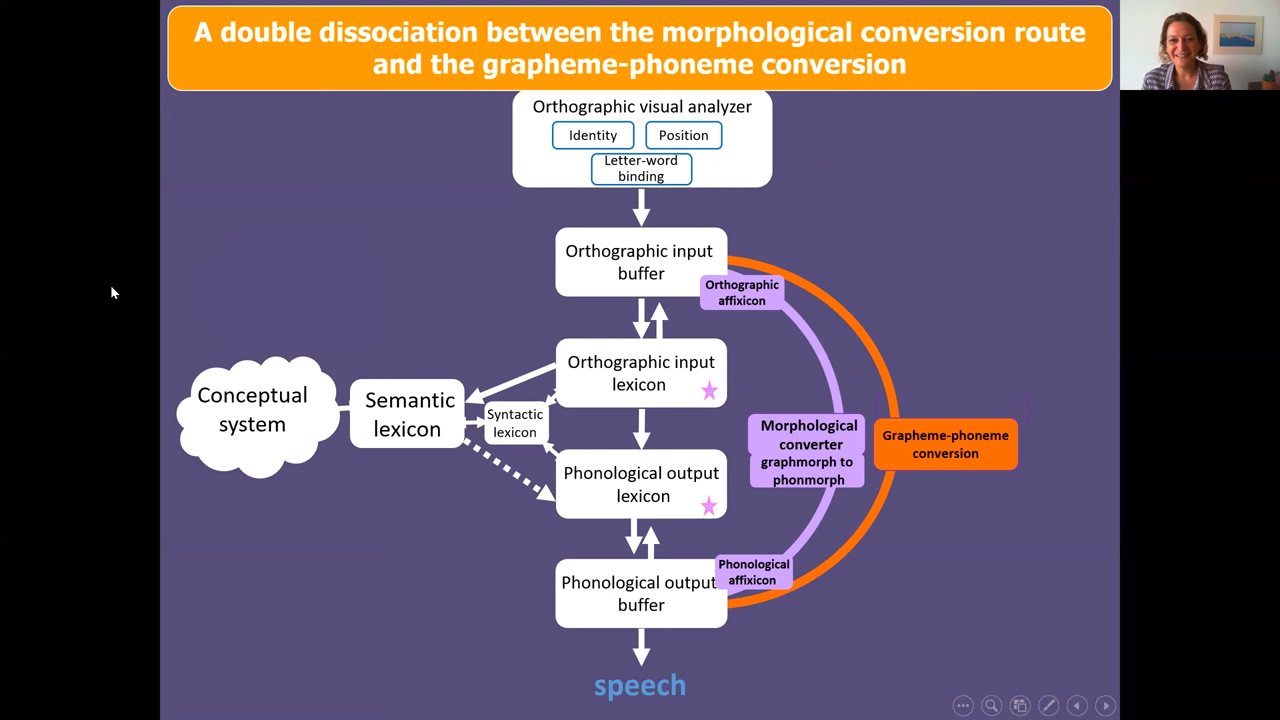 A double dissociation between the morphological conversion route
and the grapheme-phoneme conversion
Orthographic visual analyzer
Identity
Position
Letter-word
binding
Orthographic input
buffer
Orthographic
affixicon
Orthographic input
lexicon
Conceptual
system
Semantic
lexicon
Syntactic
lexicon
Morphological
converter
graphmorph to
phonmorph
Grapheme-phoneme
conversion
Phonological output
lexicon
Phonological
affixicon
Phonological output
buffer
speech